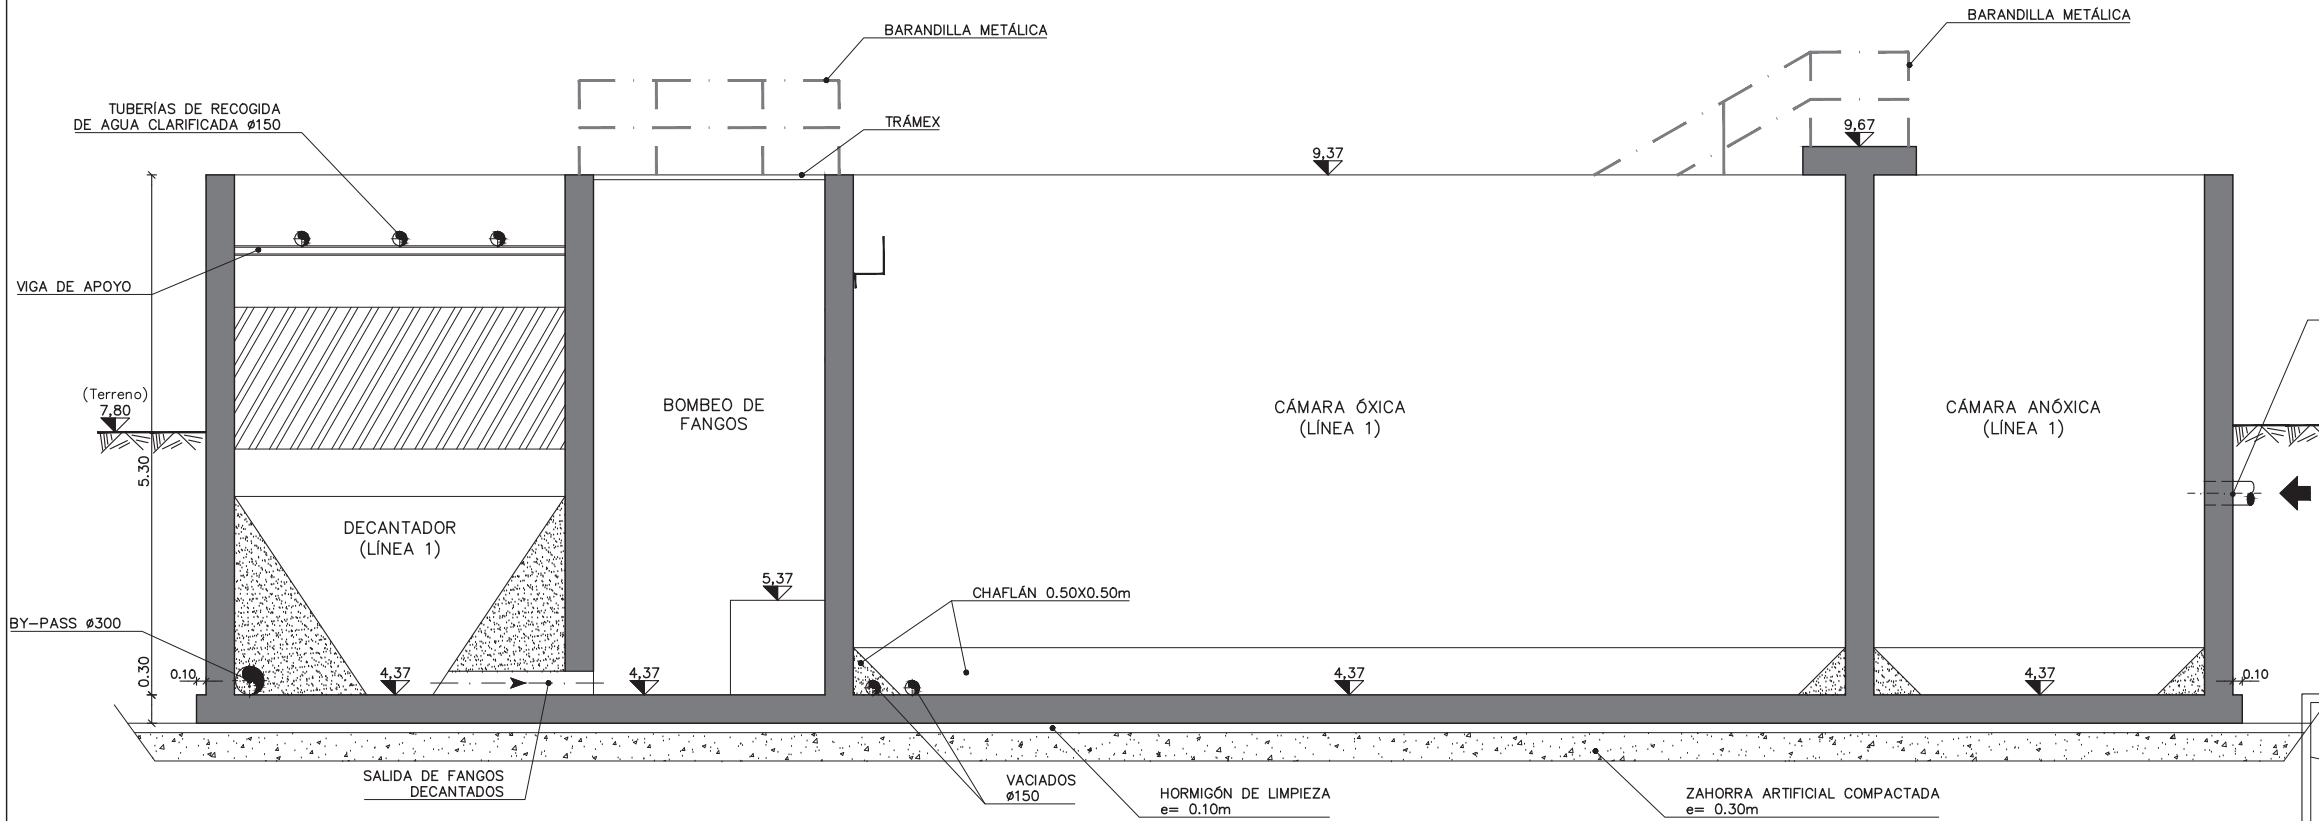 BARANDILLA METÁLICA
BARANDILLA METÁLICA
TUBERÍAS DE RECOGIDA
DE AGUA CLARIFICADA ø150
TRÁMEX
9,67
9,37
VIGA DE APOYO
(Terreno)
7,80
BOMBEO DE
FANGOS
CÁMARA ÓXICA
(LÍNEA 1)
CÁMARA ANÓXICA
(LÍNEA 1)
5.30
DECANTADOR
(LÍNEA 1)
5,37
CHAFLÁN 0.50X0.50m
BY-PASS ø300
0.30
0.10
4,37
4,37
4,37
4,37
0.10
SALIDA DE FANGOS
DECANTADOS
VACIADOS
ø150
HORMIGÓN DE LIMPIEZA
e= 0.10m
ZAHORRA ARTIFICIAL COMPACTADA
e= 0.30m